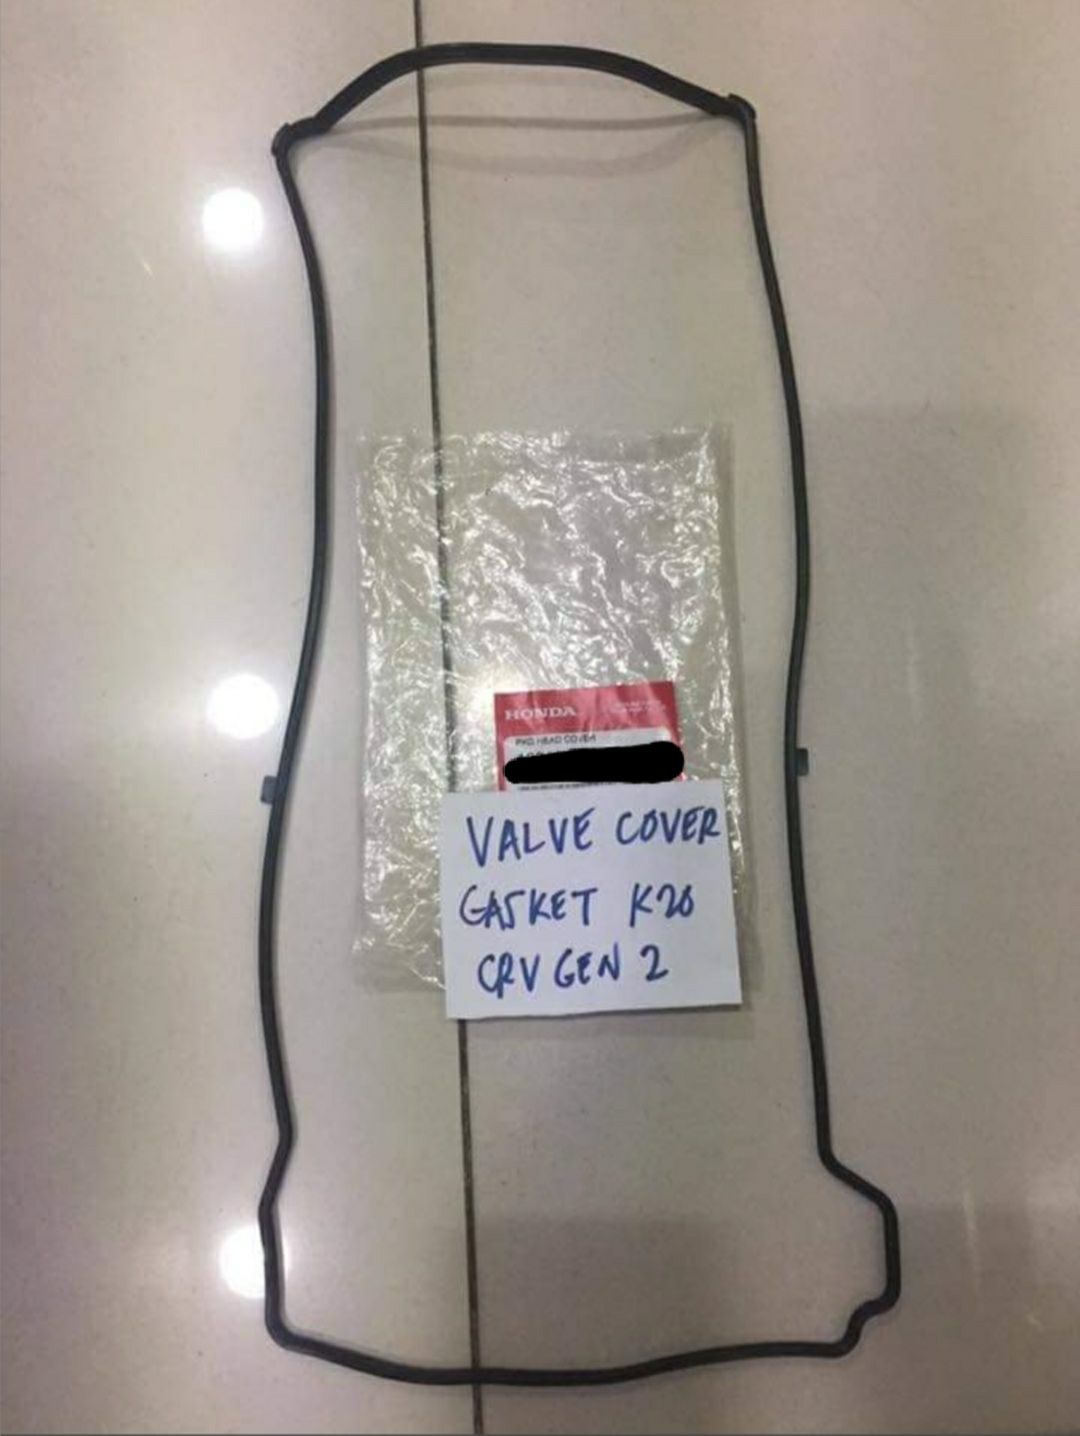 HONDA
PKG, HEAD COVER
VALVE COVER
GASKET K20
CRV GEN 2